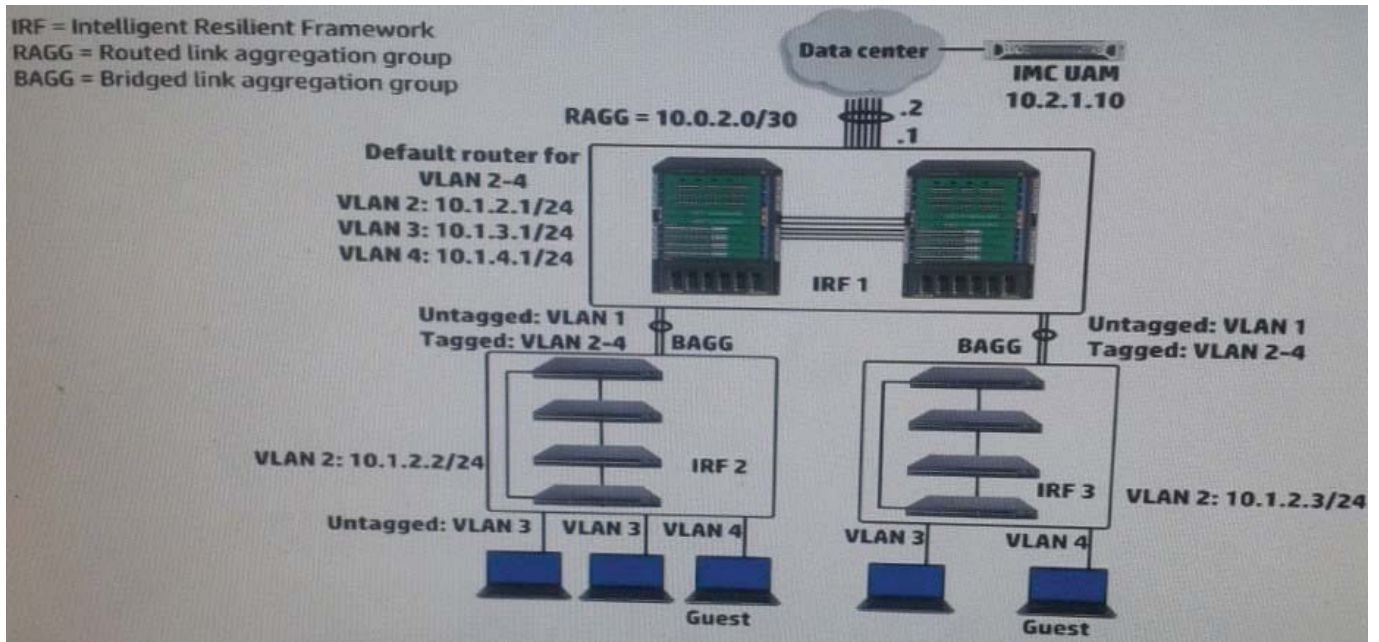 IRF = Intelligent Resilient Framework
RAGG = Routed link aggregation group
BAGG = Bridged link aggregation group
Data center
IMC UAM
10.2.1.10
RAGG = 10.0.2.0/30
.2
.1
Default router for
VLAN 2-4
VLAN 2: 10.1.2.1/24
VLAN 3: 10.1.3.1/24
VLAN 4: 10.1.4.1/24
IRF 1
Untagged: VLAN 1
Tagged: VLAN 2-4
BAGG
BAGG
Untagged: VLAN 1
Tagged: VLAN 2-4
VLAN 2: 10.1.2.2/24
IRF 2
IRF 3
VLAN 2: 10.1.2.3/24
Untagged: VLAN 3
VLAN 3
VLAN 4
VLAN 3
VLAN 4
Guest
Guest